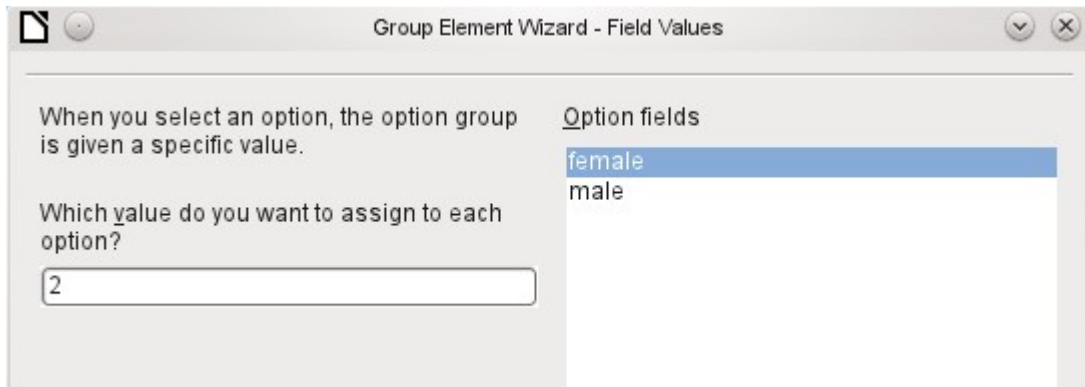 Group Element Wizard - Field Values
When you select an option, the option group
is given a specific value.
Which value do you want to assign to each
option?
2
Option fields
female
male